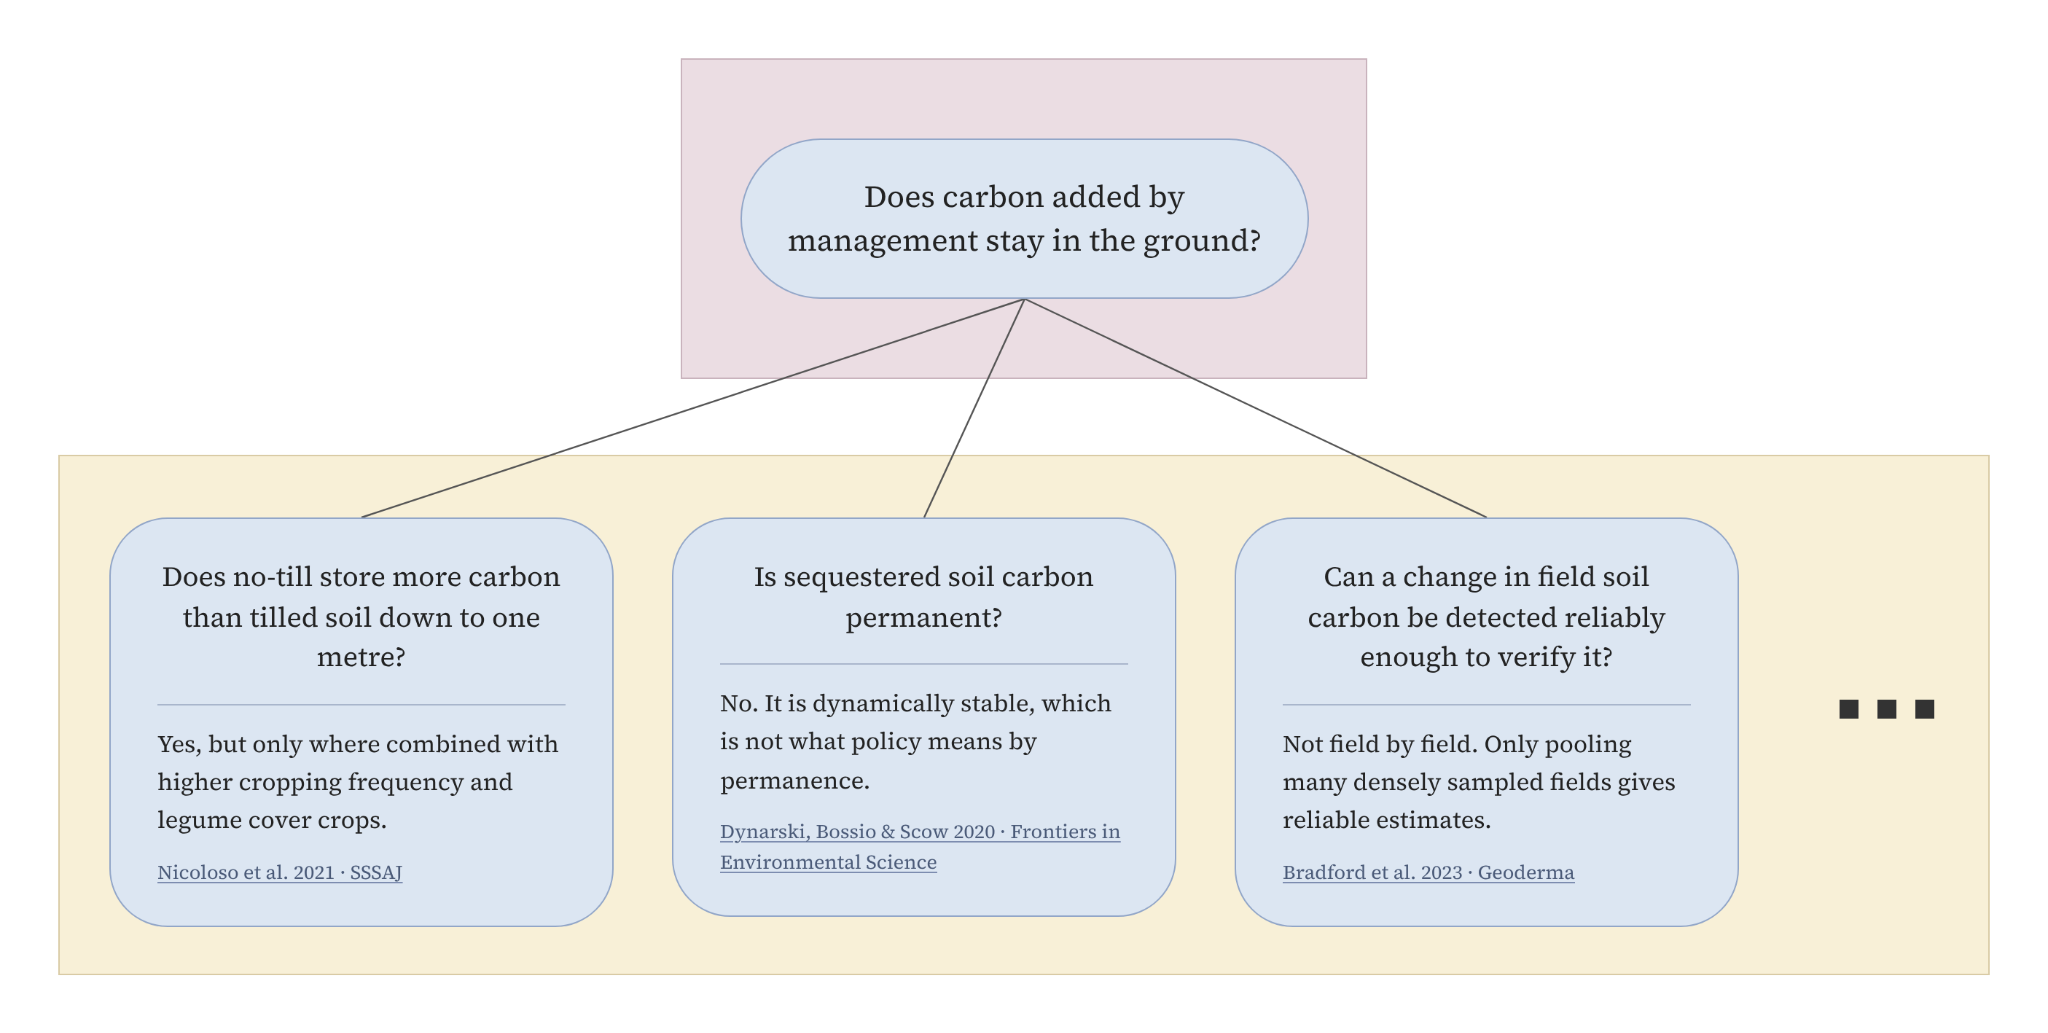 Does carbon added by
management stay in the ground?
Does no-till store more carbon
than tilled soil down to one
metre?
Yes, but only where combined with
higher cropping frequency and
legume cover crops.
Nicoloso et al. 2021 · SSSAJ
Is sequestered soil carbon
permanent?
No. It is dynamically stable, which
is not what policy means by
permanence.
Dynarski, Bossio & Scow 2020 · Frontiers in
Environmental Science
Can a change in field soil
carbon be detected reliably
enough to verify it?
Not field by field. Only pooling
many densely sampled fields gives
reliable estimates.
Bradford et al. 2023 · Geoderma